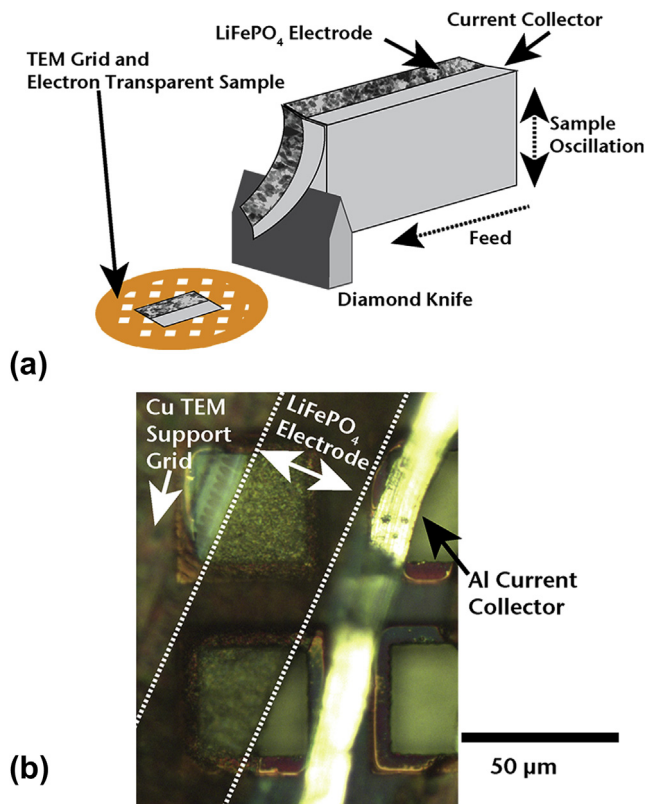 Current Collector
LiFePO4 Electrode
TEM Grid and
Electron Transparent Sample
Sample
Oscillation
Feed
Diamond Knife
(a)
Cu TEM
Support
Grid
LiFePO4
Electrode
Al Current
Collector
(b)
50 µm